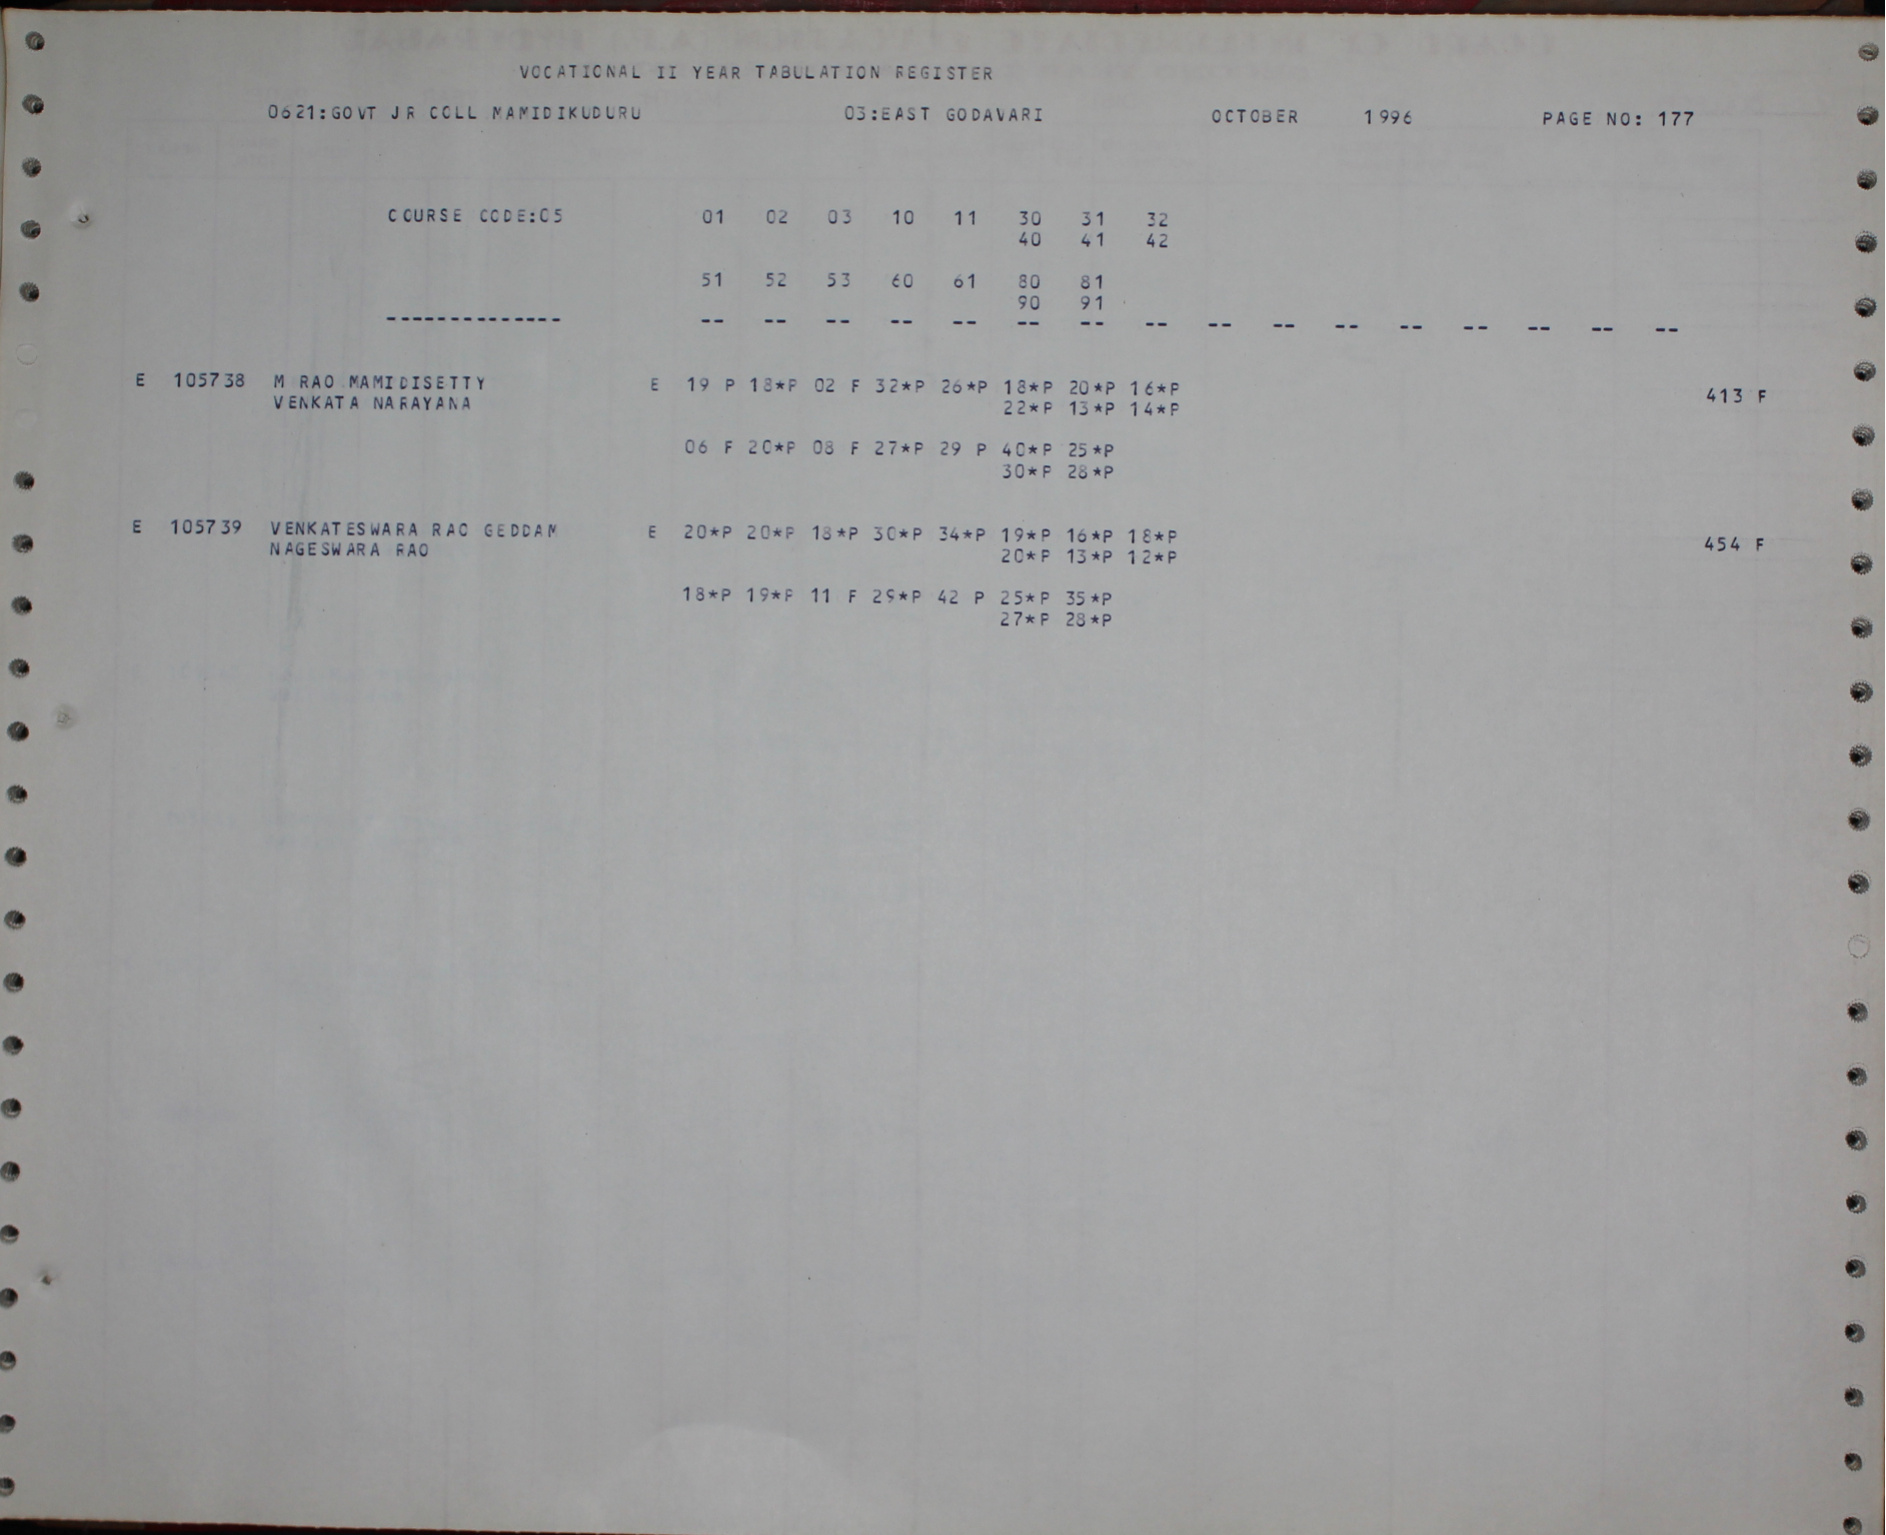 VOCATIONAL II YEAR TABULATION REGISTER
0621:GOVT JR COLL MAMIDIKUDURU 03:EAST GODAVARI OCTOBER 1996 PAGE NO: 177
COURSE CODE:05 01 02 03 10 11 30 31 32
40 41 42
51 52 53 60 61 80 81
90 91
-------------- -- -- -- -- -- -- -- -- -- -- -- -- -- -- -- --
E 105738 M RAO MAMIDISETTY E 19 P 18*P 02 F 32*P 26*P 18*P 20*P 16*P
VENKATA NARAYANA 22*P 13*P 14*P 413 F
06 F 20*P 08 F 27*P 29 P 40*P 25*P
30*P 28*P
E 105739 VENKATESWARA RAO GEDDAM E 20*P 20*P 18*P 30*P 34*P 19*P 16*P 18*P
NAGESWARA RAO 20*P 13*P 12*P 454 F
18*P 19*P 11 F 29*P 42 P 25*P 35*P
27*P 28*P